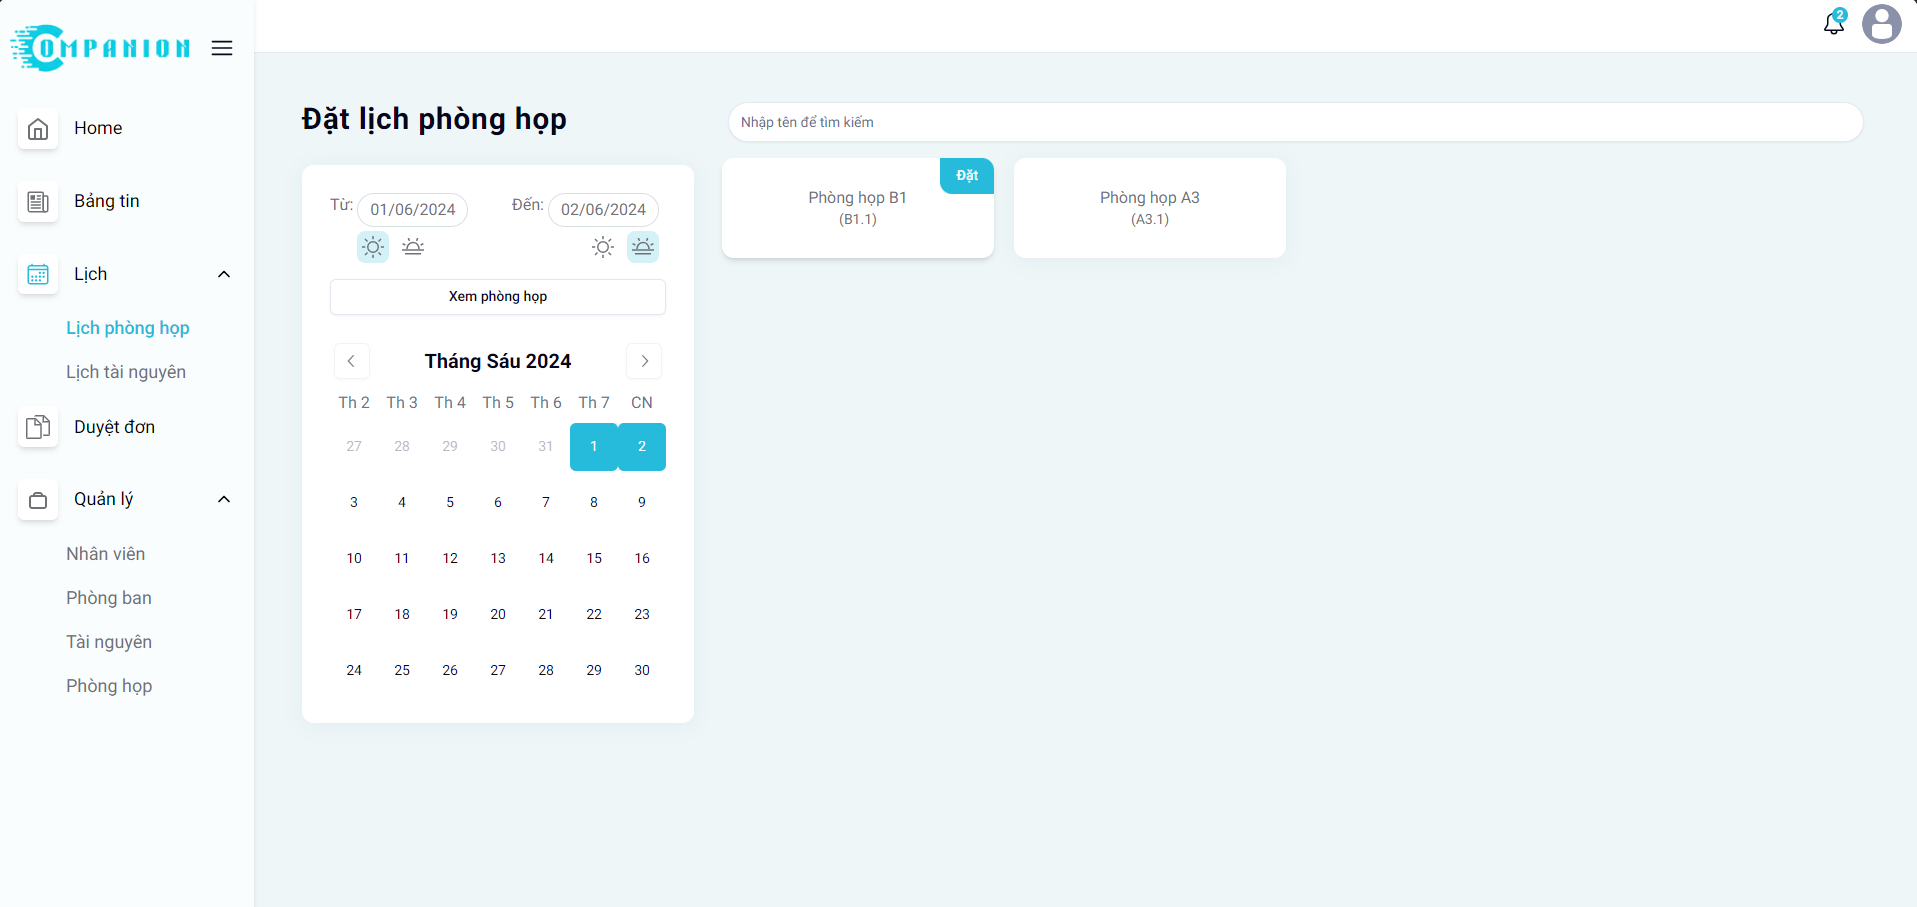 COMPANION
Home
Bảng tin
Lịch
Lịch phòng họp
Lịch tài nguyên
Duyệt đơn
Quản lý
Nhân viên
Phòng ban
Tài nguyên
Phòng họp
2
Đặt lịch phòng họp
Nhập tên để tìm kiếm
Từ: 01/06/2024 Đến: 02/06/2024
Xem phòng họp
Tháng Sáu 2024
Th 2 Th 3 Th 4 Th 5 Th 6 Th 7 CN
27 28 29 30 31 1 2
3 4 5 6 7 8 9
10 11 12 13 14 15 16
17 18 19 20 21 22 23
24 25 26 27 28 29 30
Đặt
Phòng họp B1
(B1.1)
Phòng họp A3
(A3.1)